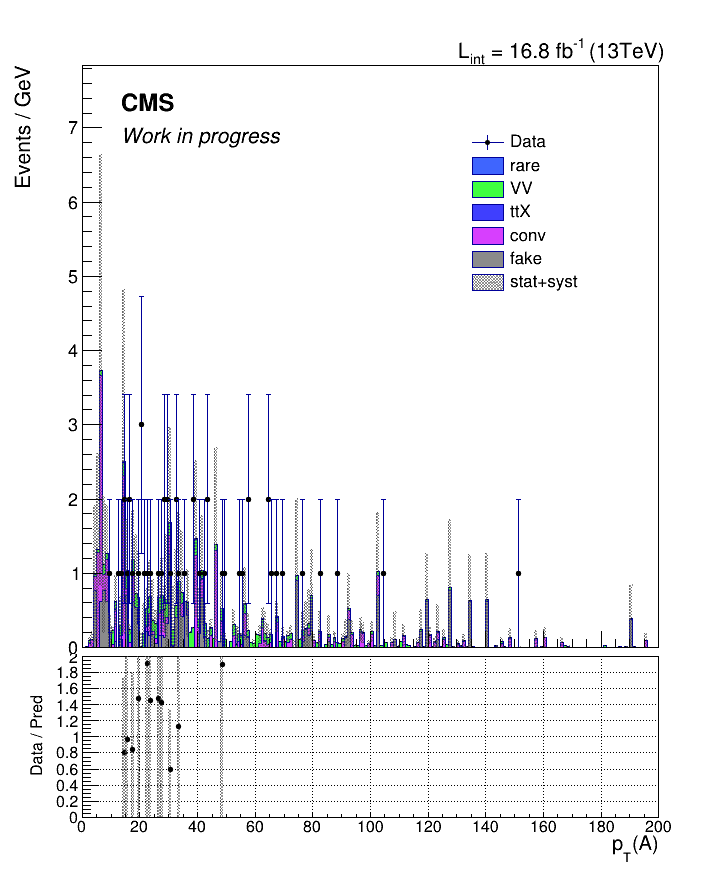 L_int = 16.8 fb^-1 (13TeV)
Events / GeV
CMS
Work in progress
Data
rare
VV
ttX
conv
fake
stat+syst
7
6
5
4
3
2
1
0
Data / Pred
2
1.8
1.6
1.4
1.2
1
0.8
0.6
0.4
0.2
0
0 20 40 60 80 100 120 140 160 180 200
p_T(A)